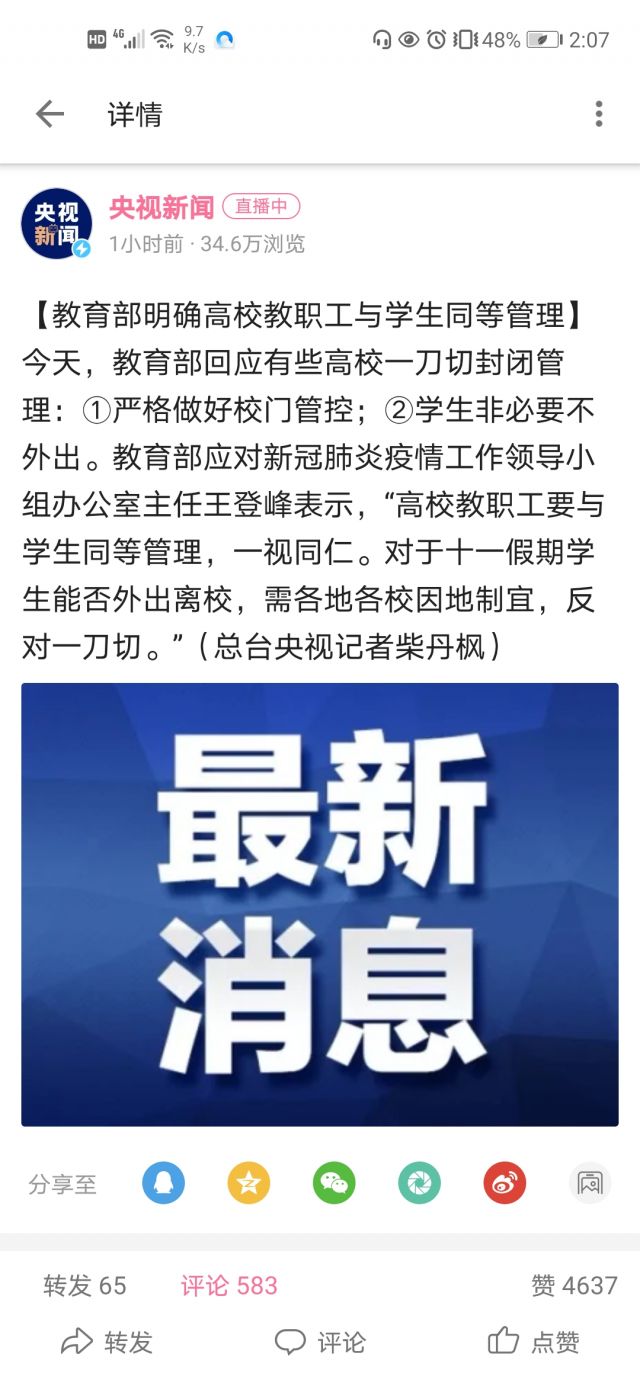 HD 4G 9.7 K/s 48% 2:07
详情
央视新闻
央视新闻 直播中
1小时前 · 34.6万浏览
【教育部明确高校教职工与学生同等管理】
今天，教育部回应有些高校一刀切封闭管
理：①严格做好校门管控；②学生非必要不
外出。教育部应对新冠肺炎疫情工作领导小
组办公室主任王登峰表示，“高校教职工要与
学生同等管理，一视同仁。对于十一假期学
生能否外出离校，需各地各校因地制宜，反
对一刀切。”（总台央视记者柴丹枫）
最新
消息
分享至
转发 65 评论 583 赞 4637
转发 评论 点赞